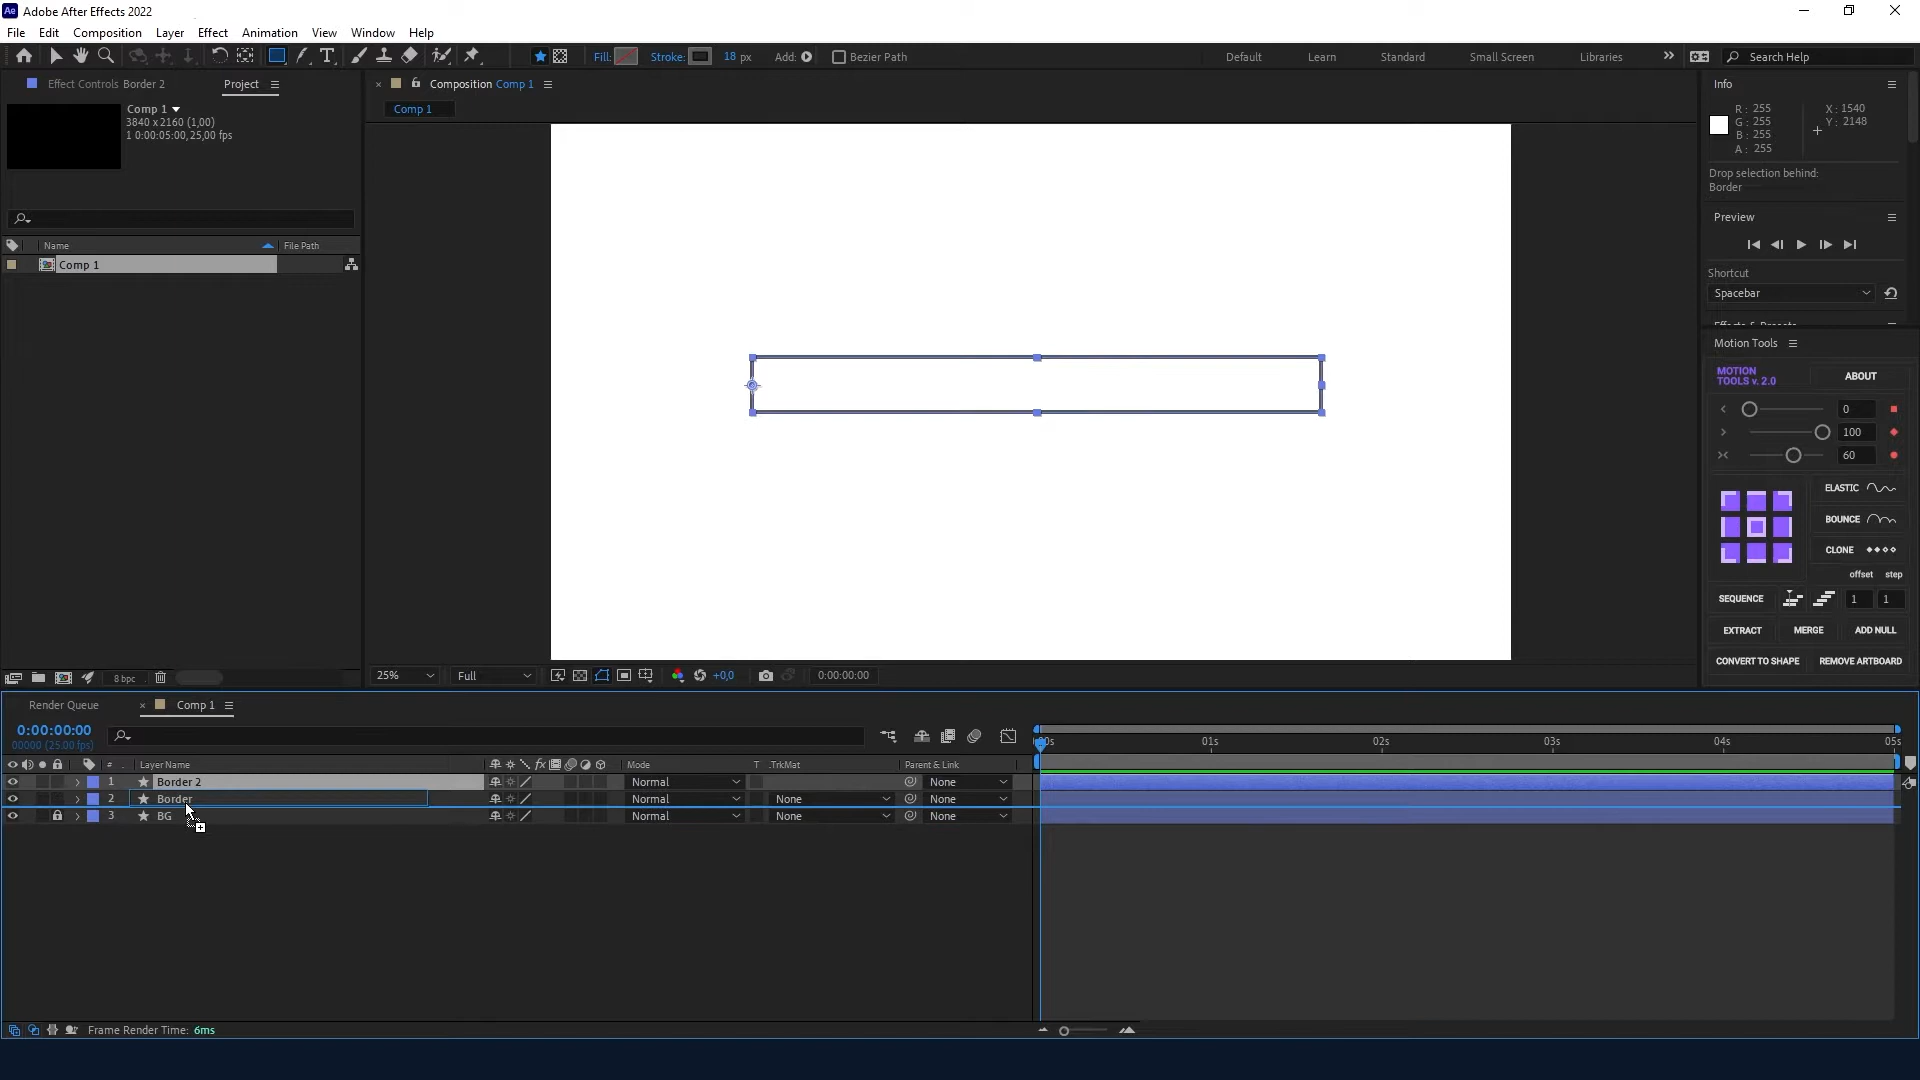 Adobe After Effects 2022
File Edit Composition Layer Effect Animation View Window Help
Fill: Stroke: 18 px Add: Bezier Path Default Learn Standard Small Screen Libraries Search Help
Effect Controls Border 2 Project
Comp 1
3840 x 2160 (1,00)
1 0:00:05:00, 25,00 fps
Name File Path
Comp 1
8 bpc
Composition Comp 1
Comp 1
25% Full +0,0 0:00:00:00
Info
R: 255
G: 255
B: 255
A: 255
X: 1540
Y: 2148
Drop selection behind:
Border
Preview
Shortcut
Spacebar
Effects & Presets
Motion Tools
MOTION
TOOLS v. 2.0
ABOUT
0
100
60
ELASTIC
BOUNCE
CLONE
offset step
SEQUENCE 1 1
EXTRACT MERGE ADD NULL
CONVERT TO SHAPE REMOVE ARTBOARD
Render Queue Comp 1
0:00:00:00
00000 (25.00 fps)
01s 02s 03s 04s 05s
# Layer Name Mode T .TrkMat Parent & Link
1 Border 2 Normal None
2 Border Normal None None
3 BG Normal None None
Frame Render Time: 6ms